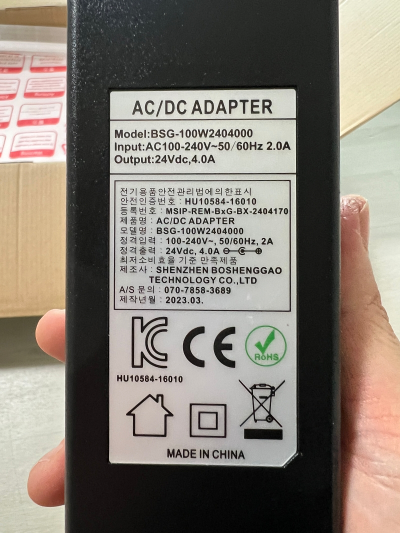 AC/DC ADAPTER
Model:BSG-100W2404000
Input:AC100-240V~50/60Hz 2.0A
Output:24Vdc,4.0A
전기용품안전관리법에의한표시
안전인증번호 : HU10584-16010
등록번호 : MSIP-REM-BxG-BX-2404170
제품명 : AC/DC ADAPTER
모델명 : BSG-100W2404000
정격입력 : 100-240V~, 50/60Hz, 2A
정격출력 : 24Vdc, 4.0A
최저소비효율 기준 만족제품
제조사 : SHENZHEN BOSHENGGAO
TECHNOLOGY CO.,LTD
A/S 문의 : 070-7858-3689
제작년월 : 2023.03.
KC CE RoHS
HU10584-16010
MADE IN CHINA